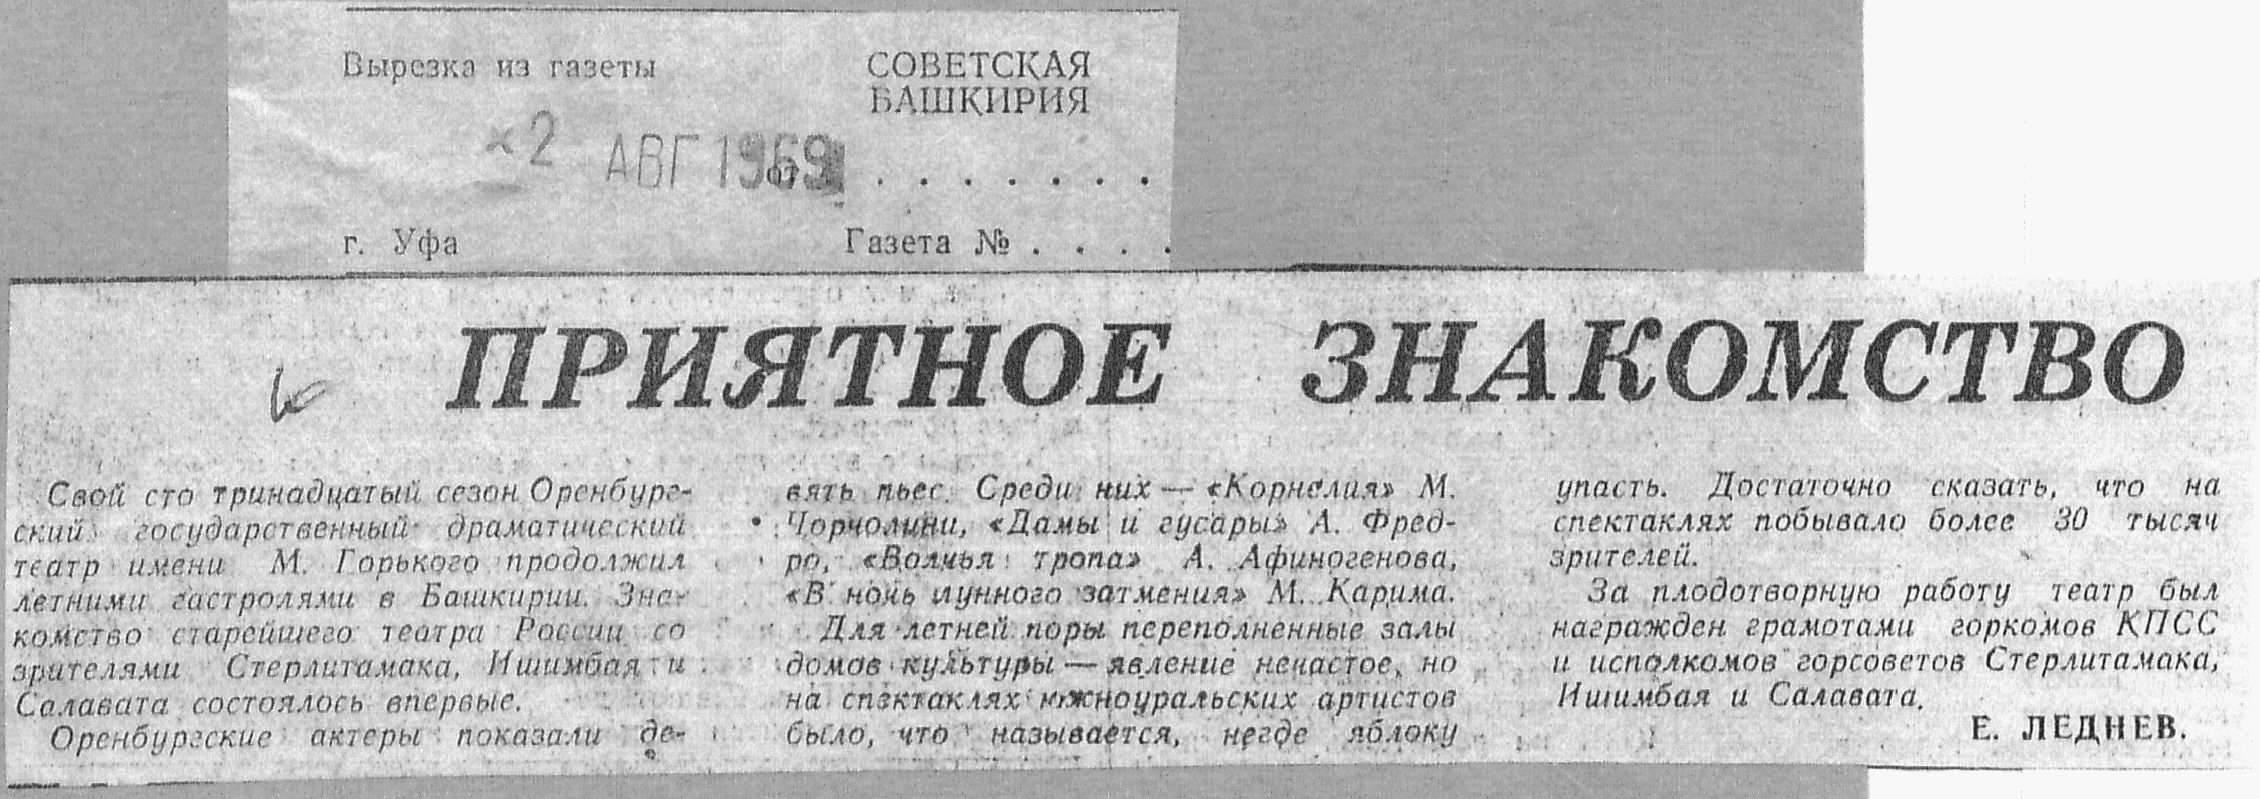 Вырезка из газеты
СОВЕТСКАЯ
БАШКИРИЯ
2 АВГ 1969
от . . . . . . .
г. Уфа
Газета № . . . .
ПРИЯТНОЕ ЗНАКОМСТВО
Свой сто тринадцатый сезон Оренбург-
ский государственный драматический
театр имени М. Горького продолжил
летними гастролями в Башкирии. Зна-
комство старейшего театра России со
зрителями Стерлитамака, Ишимбая и
Салавата состоялось впервые.
Оренбургские актеры показали де-
вять пьес. Среди них — «Корнелия» М.
Чорчолини, «Дамы и гусары» А. Фред-
ро, «Волчья тропа» А. Афиногенова,
«В ночь лунного затмения» М. Карима.
Для летней поры переполненные залы
домов культуры — явление нечастое, но
на спектаклях южноуральских артистов
было, что называется, негде яблоку
упасть. Достаточно сказать, что на
спектаклях побывало более 30 тысяч
зрителей.
За плодотворную работу театр был
награжден грамотами горкомов КПСС
и исполкомов горсоветов Стерлитамака,
Ишимбая и Салавата.
Е. ЛЕДНЕВ.